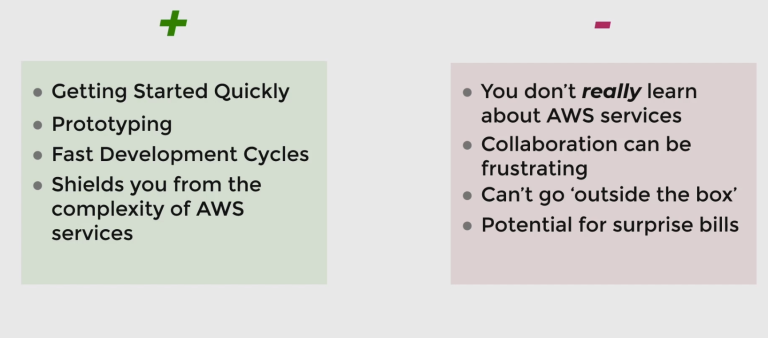 +
Getting Started Quickly
Prototyping
Fast Development Cycles
Shields you from the
complexity of AWS
services
-
You don’t really learn
about AWS services
Collaboration can be
frustrating
Can’t go ‘outside the box’
Potential for surprise bills